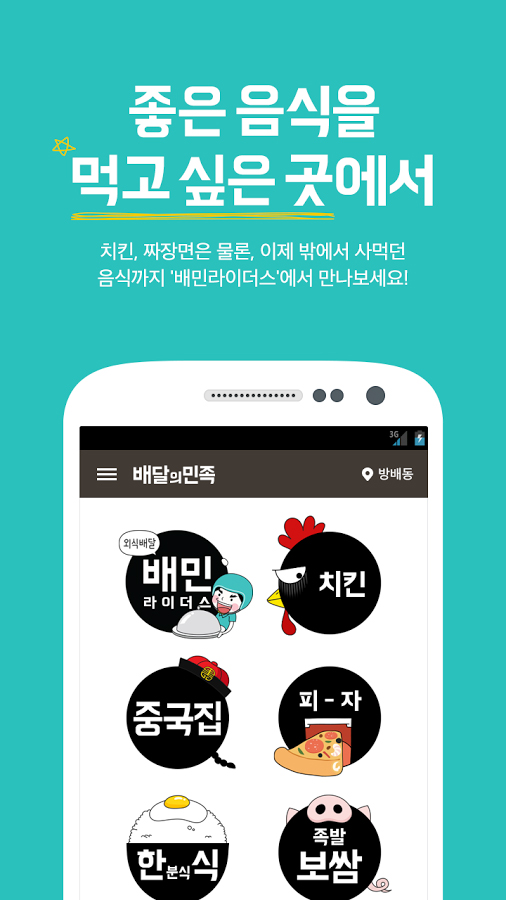 좋은 음식을
먹고 싶은 곳에서
치킨, 짜장면은 물론, 이제 밖에서 사먹던
음식까지 '배민라이더스'에서 만나보세요!
3G
배달의민족
방배동
외식배달
배민
라이더스
치킨
중국집
피-자
한분식식
족발
보쌈